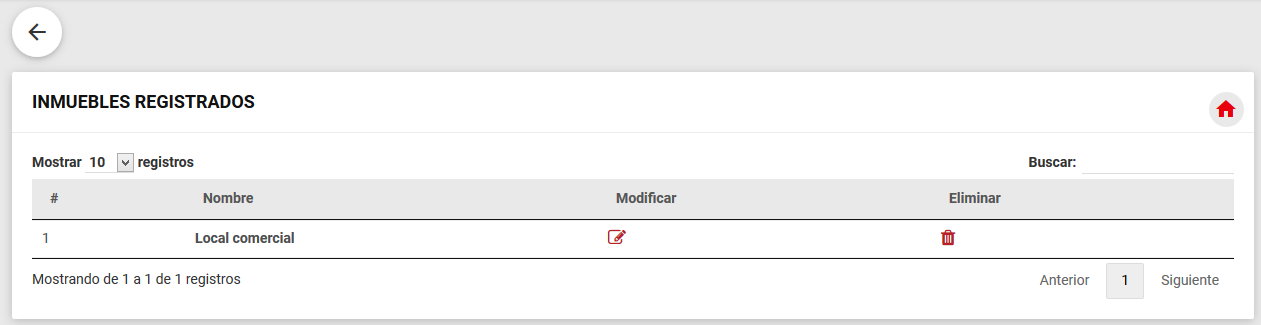 INMUEBLES REGISTRADOS
Mostrar 10 registros
Buscar:
# Nombre Modificar Eliminar
1 Local comercial
Mostrando de 1 a 1 de 1 registros
Anterior 1 Siguiente